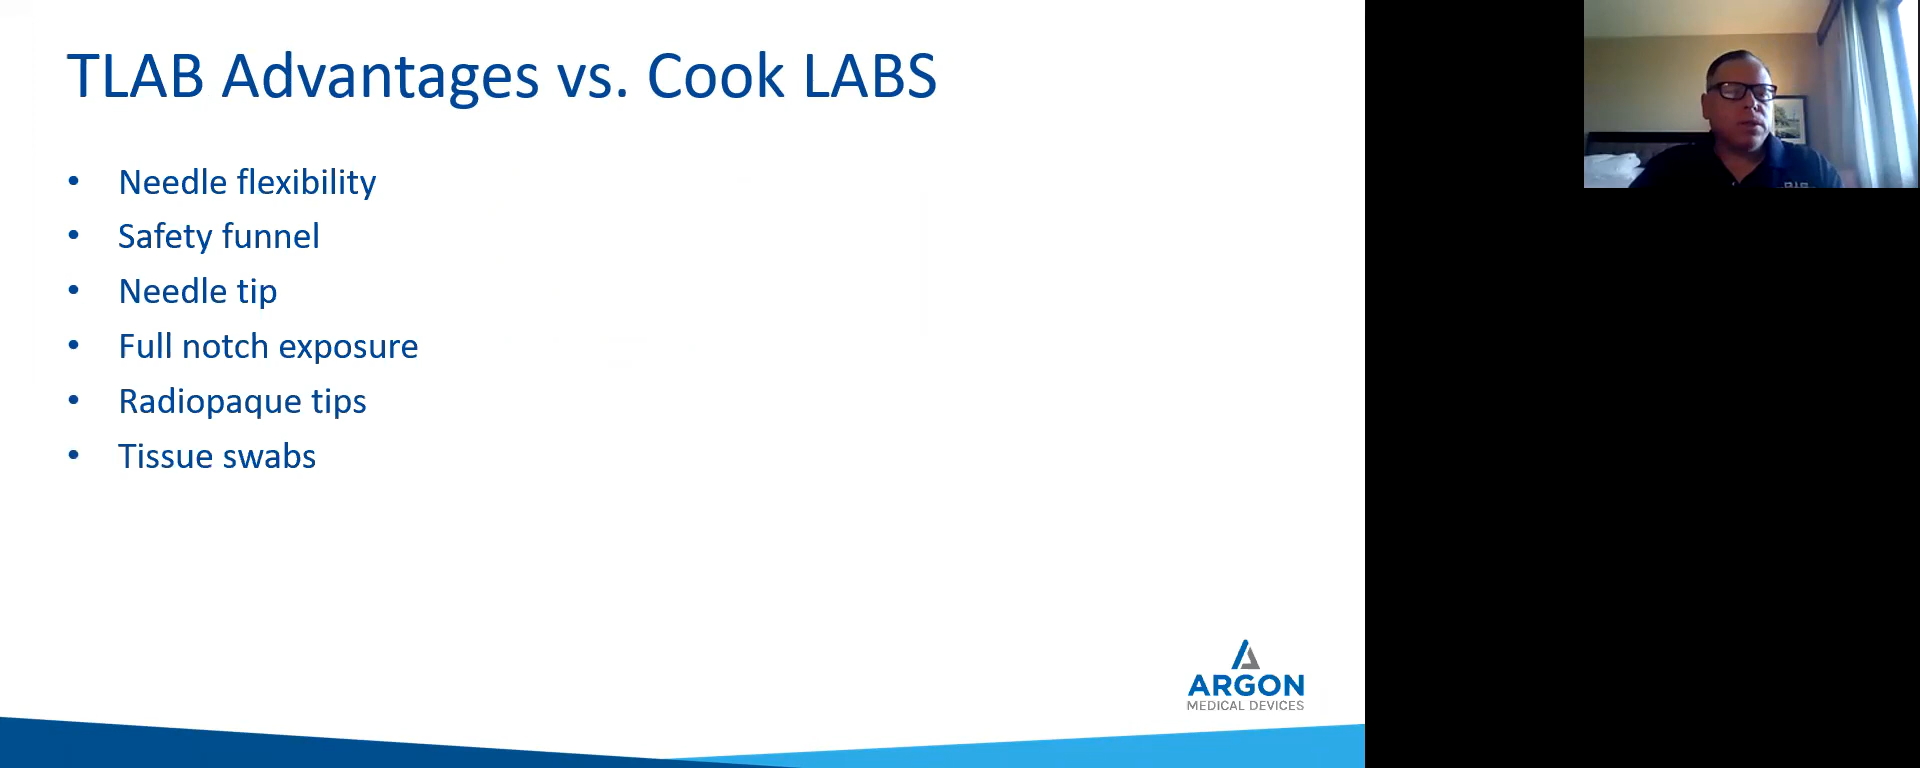 TLAB Advantages vs. Cook LABS
• Needle flexibility
• Safety funnel
• Needle tip
• Full notch exposure
• Radiopaque tips
• Tissue swabs
ARGON
MEDICAL DEVICES